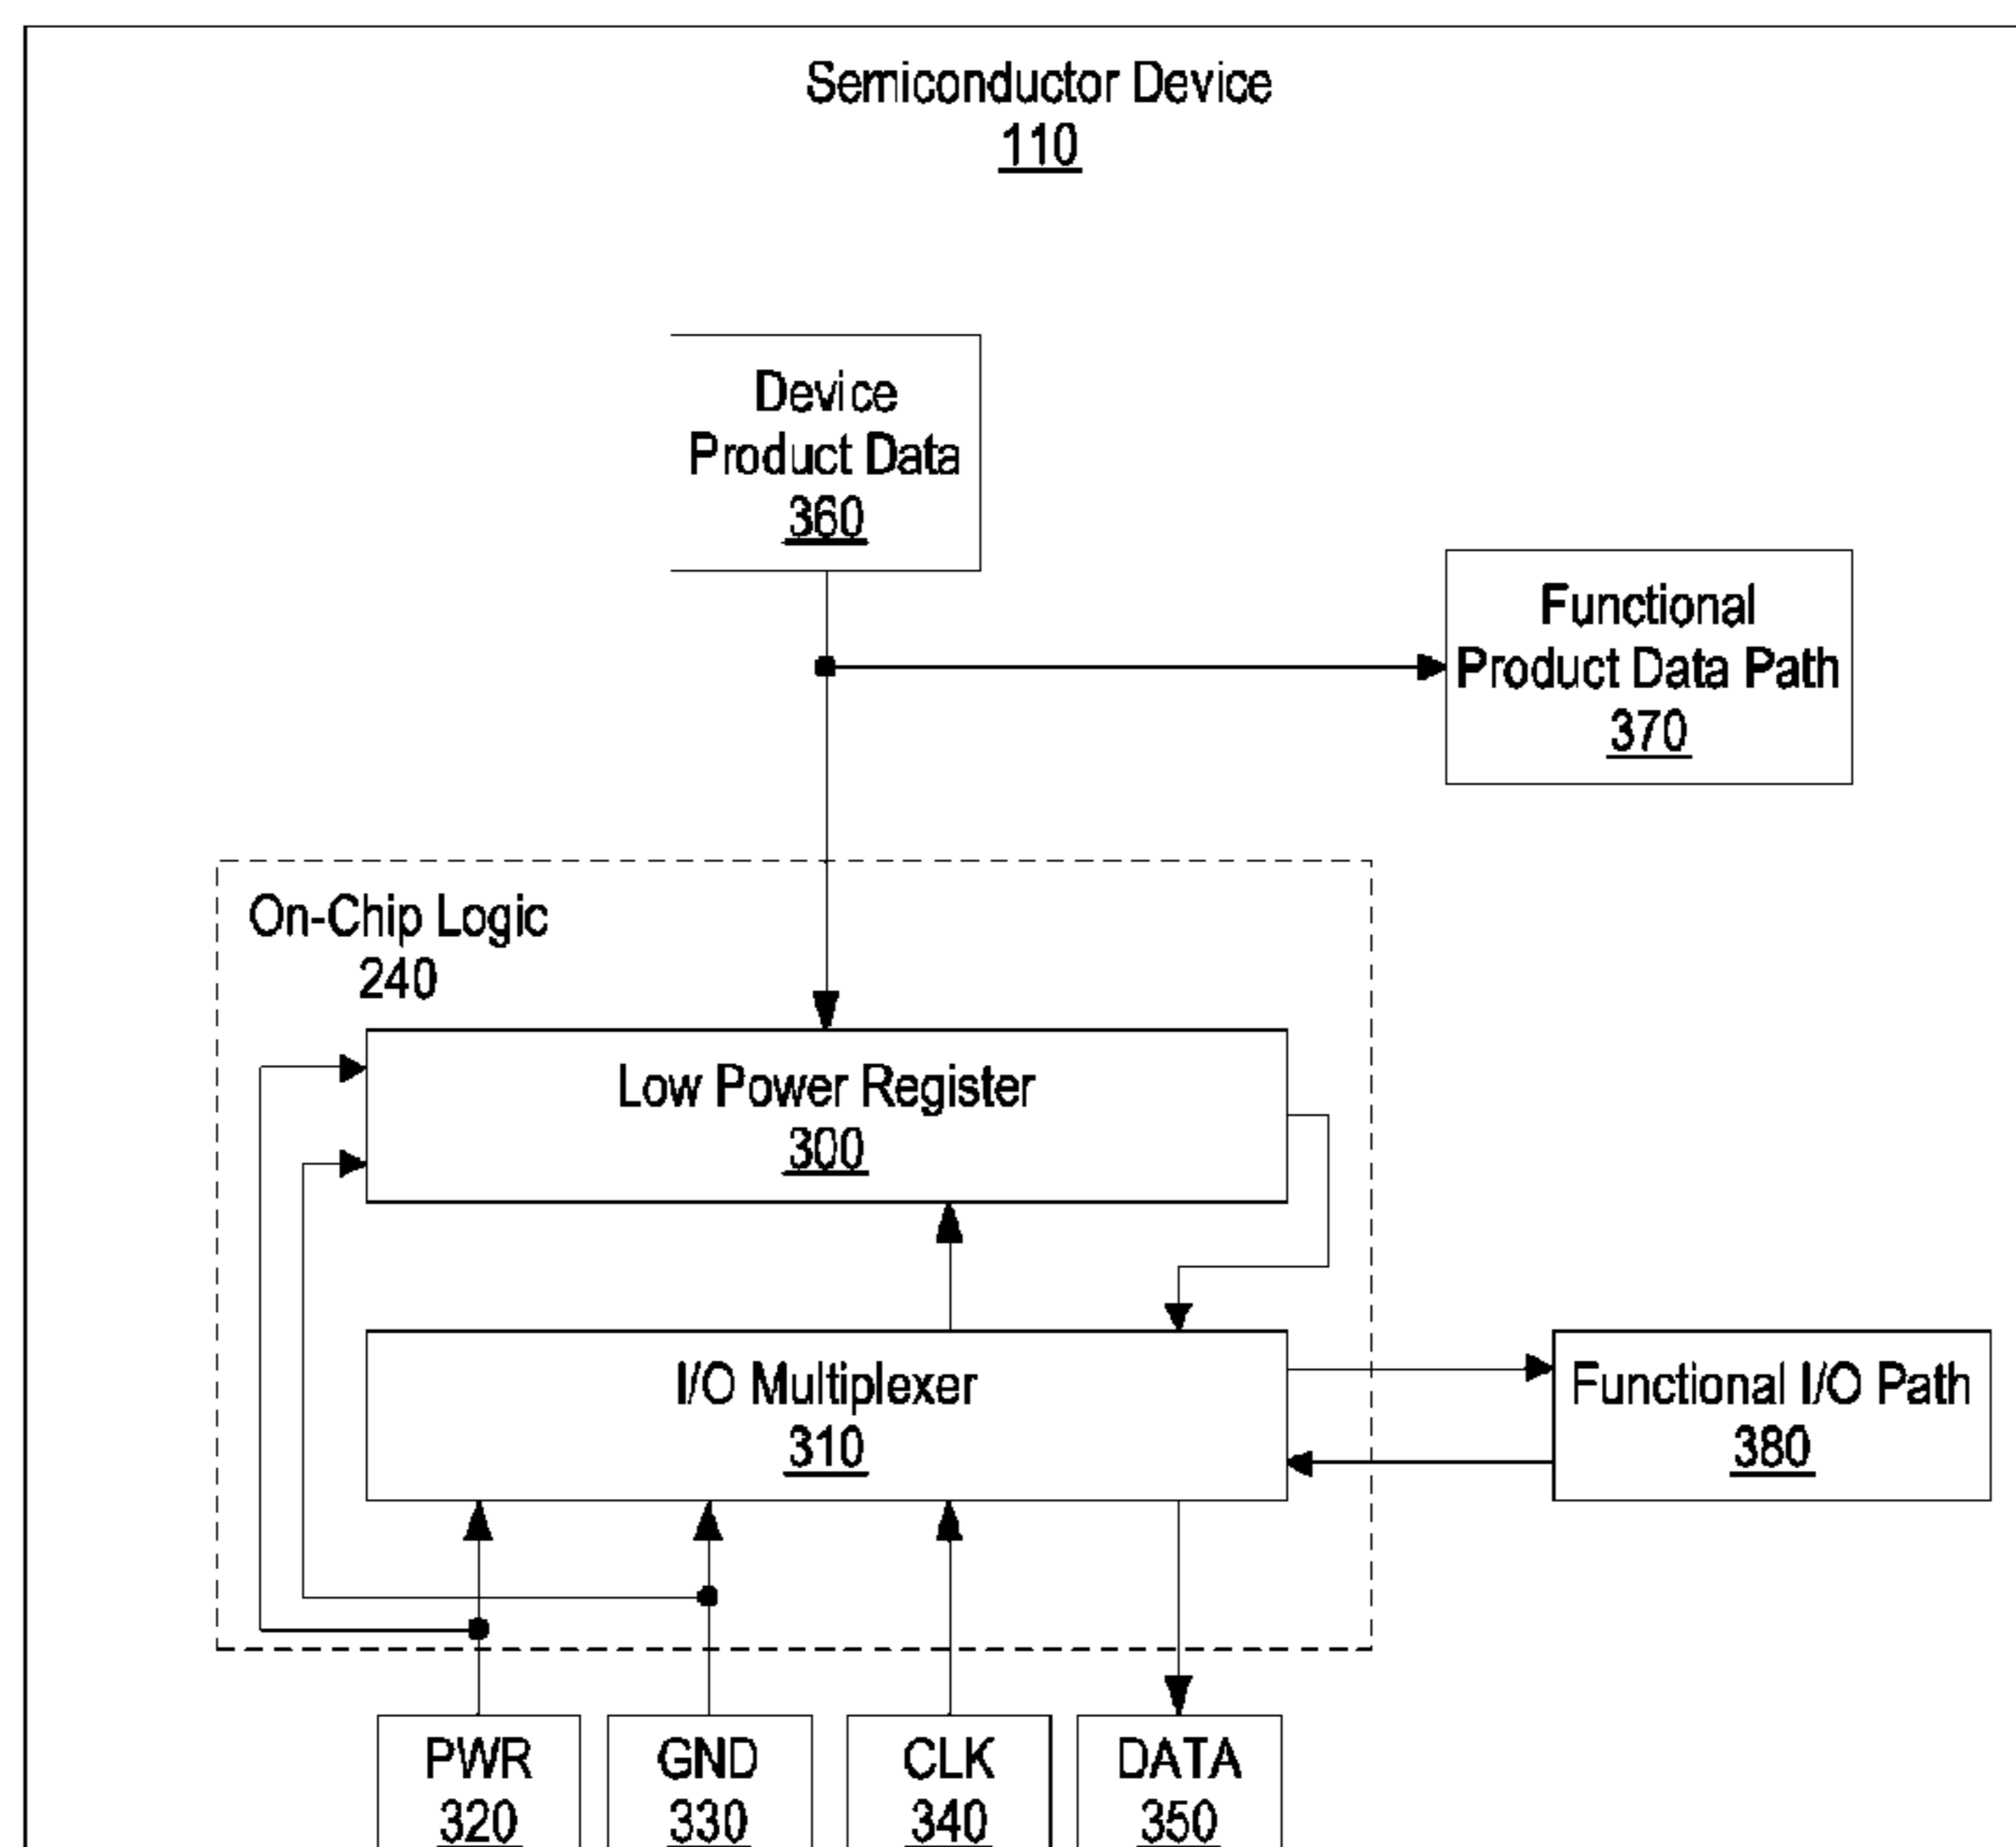 Semiconductor Device
110
Device
Product Data
360
Functional
Product Data Path
370
On-Chip Logic
240
Low Power Register
300
I/O Multiplexer
310
Functional I/O Path
380
PWR
320
GND
330
CLK
340
DATA
350